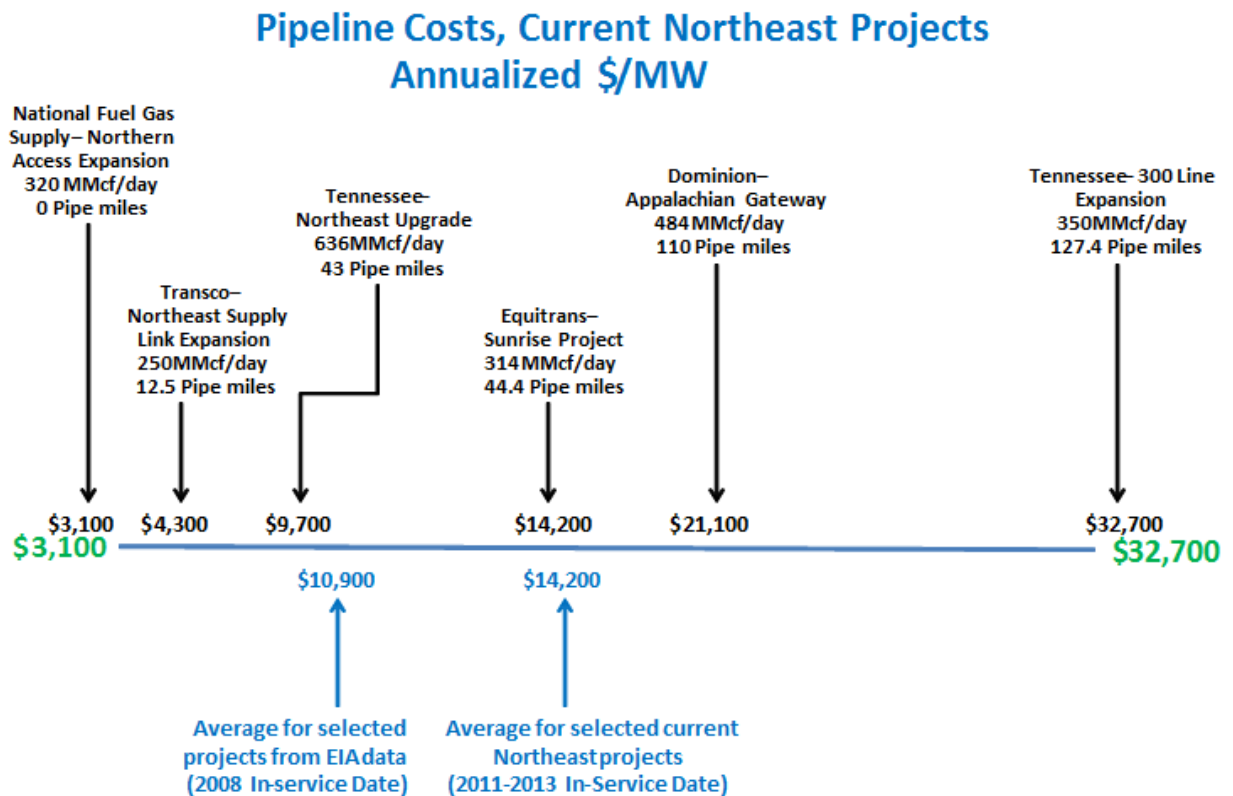 Pipeline Costs, Current Northeast Projects
Annualized $/MW
National Fuel Gas
Supply– Northern
Access Expansion
320 MMcf/day
0 Pipe miles
Transco–
Northeast Supply
Link Expansion
250MMcf/day
12.5 Pipe miles
Tennessee–
Northeast Upgrade
636MMcf/day
43 Pipe miles
Equitrans–
Sunrise Project
314MMcf/day
44.4 Pipe miles
Dominion–
Appalachian Gateway
484MMcf/day
110 Pipe miles
Tennessee- 300 Line
Expansion
350MMcf/day
127.4 Pipe miles
$3,100
$4,300
$9,700
$14,200
$21,100
$32,700
$3,100
$32,700
$10,900
$14,200
Average for selected
projects from EIA data
(2008 In-service Date)
Average for selected current
Northeast projects
(2011-2013 In-Service Date)